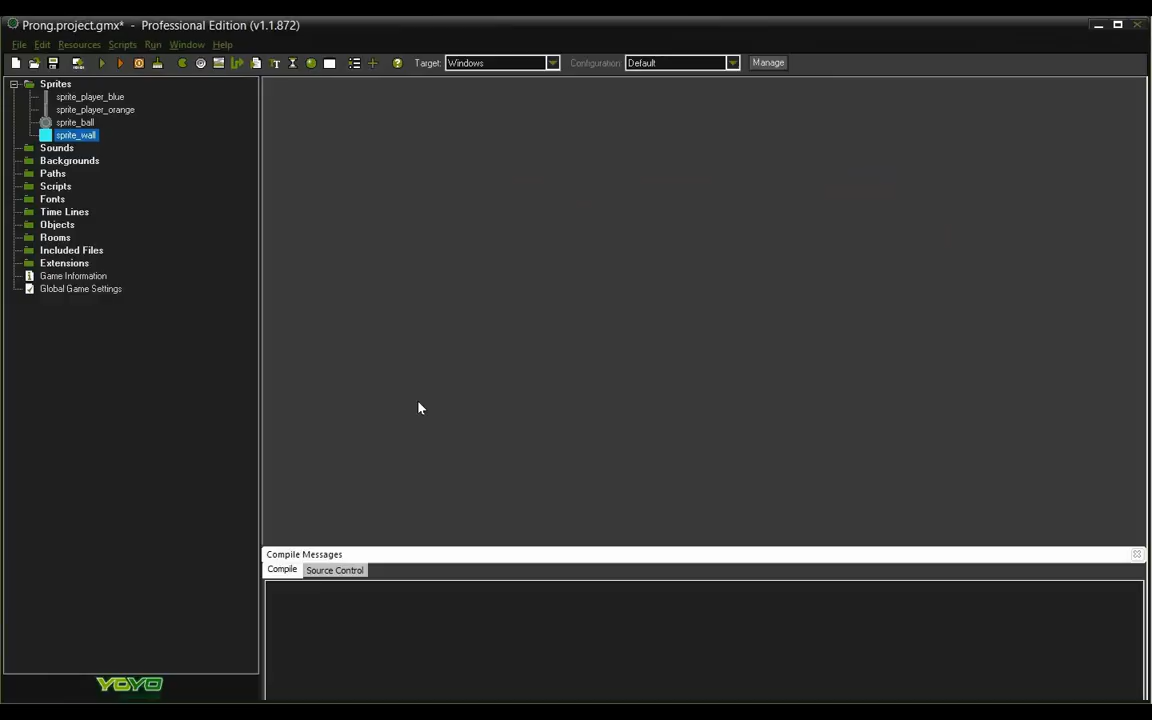 Prong.project.gmx* - Professional Edition (v1.1.872)
File Edit Resources Scripts Run Window Help
Target: Windows Configuration: Default Manage
Sprites
sprite_player_blue
sprite_player_orange
sprite_ball
sprite_wall
Sounds
Backgrounds
Paths
Scripts
Fonts
Time Lines
Objects
Rooms
Included Files
Extensions
Game Information
Global Game Settings
Compile Messages
Compile Source Control
YOYO